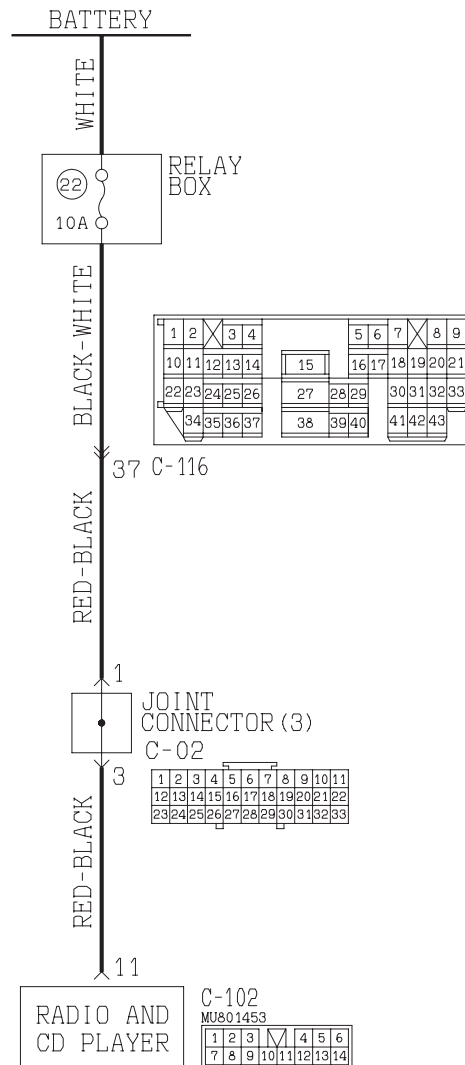 BATTERY
WHITE
22
10A
RELAY
BOX
BLACK-WHITE
1 2 3 4 5 6 7 8 9
10 11 12 13 14 15 16 17 18 19 20 21
22 23 24 25 26 27 28 29 30 31 32 33
34 35 36 37 38 39 40 41 42 43
37 C-116
RED-BLACK
1
JOINT
CONNECTOR (3)
C-02
3
1 2 3 4 5 6 7 8 9 10 11
12 13 14 15 16 17 18 19 20 21 22
23 24 25 26 27 28 29 30 31 32 33
RED-BLACK
11
RADIO AND
CD PLAYER
C-102
MU801453
1 2 3 4 5 6
7 8 9 10 11 12 13 14